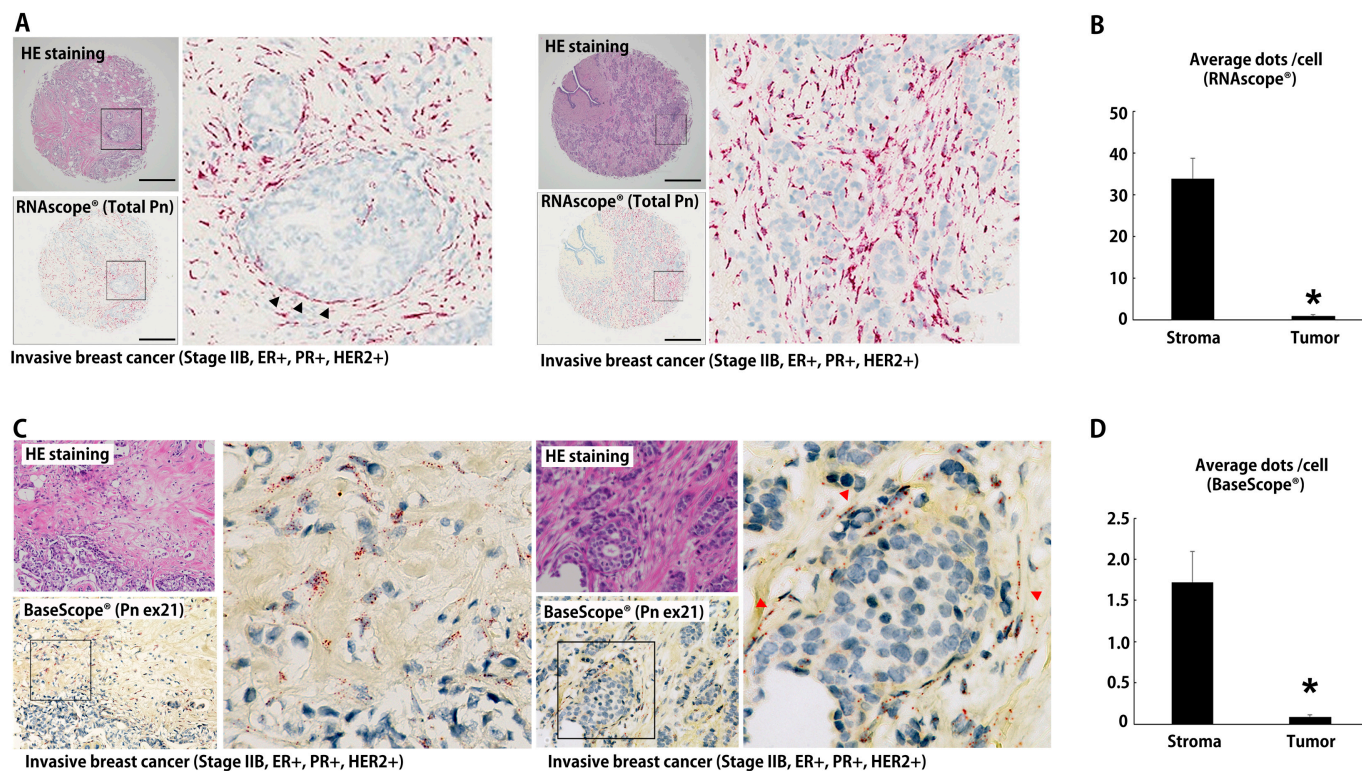 A
HE staining
RNAscope® (Total Pn)
Invasive breast cancer (Stage IIB, ER+, PR+, HER2+)
HE staining
RNAscope® (Total Pn)
Invasive breast cancer (Stage IIB, ER+, PR+, HER2+)
B
Average dots /cell
(RNAscope®)
50
40
30
20
10
0
*
Stroma
Tumor
C
HE staining
BaseScope® (Pn ex21)
Invasive breast cancer (Stage IIB, ER+, PR+, HER2+)
HE staining
BaseScope® (Pn ex21)
Invasive breast cancer (Stage IIB, ER+, PR+, HER2+)
D
Average dots /cell
(BaseScope®)
2.5
2.0
1.5
1.0
0.5
0
*
Stroma
Tumor